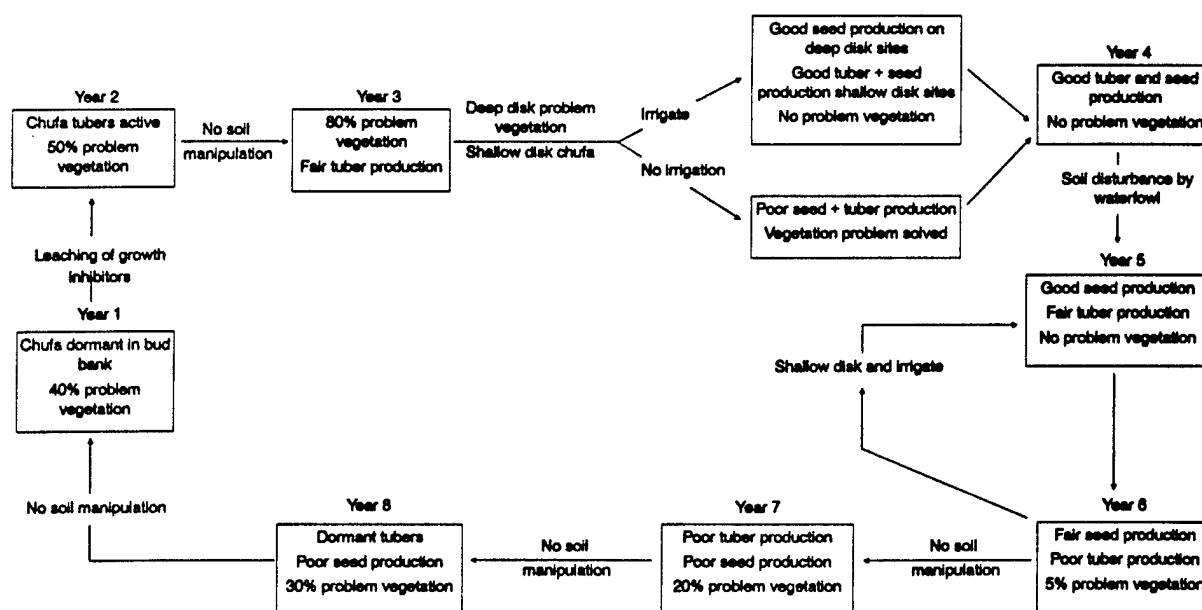 Year 2
Chufa tubers active
50% problem
vegetation
No soil
manipulation
Year 3
80% problem
vegetation
Fair tuber production
Deep disk problem
vegetation
Shallow disk chufa
Irrigate
No irrigation
Good seed production on
deep disk sites
Good tuber + seed
production shallow disk sites
No problem vegetation
Poor seed + tuber production
Vegetation problem solved
Year 4
Good tuber and seed
production
No problem vegetation
Soil disturbance by
waterfowl
Year 5
Good seed production
Fair tuber production
No problem vegetation
Shallow disk and irrigate
Year 6
Fair seed production
Poor tuber production
5% problem vegetation
No soil
manipulation
Year 7
Poor tuber production
Poor seed production
20% problem vegetation
No soil
manipulation
Year 8
Dormant tubers
Poor seed production
30% problem vegetation
No soil manipulation
Year 1
Chufa dormant in bud
bank
40% problem
vegetation
Leaching of growth
inhibitors